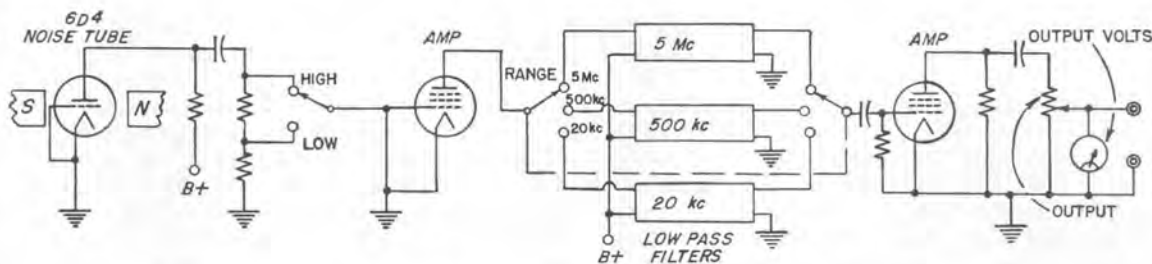 6D4
NOISE TUBE
S
N
B+
HIGH
LOW
AMP
RANGE
5Mc
500kc
20kc
5 Mc
500 kc
20 kc
B+
LOW PASS
FILTERS
AMP
OUTPUT VOLTS
OUTPUT